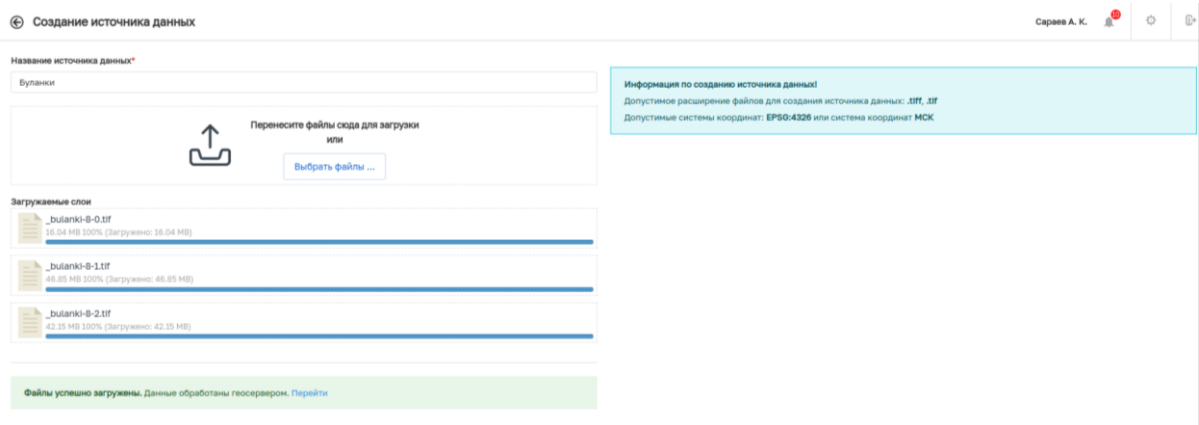 Создание источника данных
Сараев А. К.
Название источника данных*
Буланки
Перенесите файлы сюда для загрузки
или
Выбрать файлы ...
Загружаемые слои
_bulanki-8-0.tif
16.04 MB 100% (Загружено: 16.04 MB)
_bulanki-8-1.tif
46.85 MB 100% (Загружено: 46.85 MB)
_bulanki-8-2.tif
42.15 MB 100% (Загружено: 42.15 MB)
Файлы успешно загружены. Данные обработаны геосервером. Перейти
Информация по созданию источника данных!
Допустимое расширение файлов для создания источника данных: .tiff, .tif
Допустимые системы координат: EPSG:4326 или система координат МСК